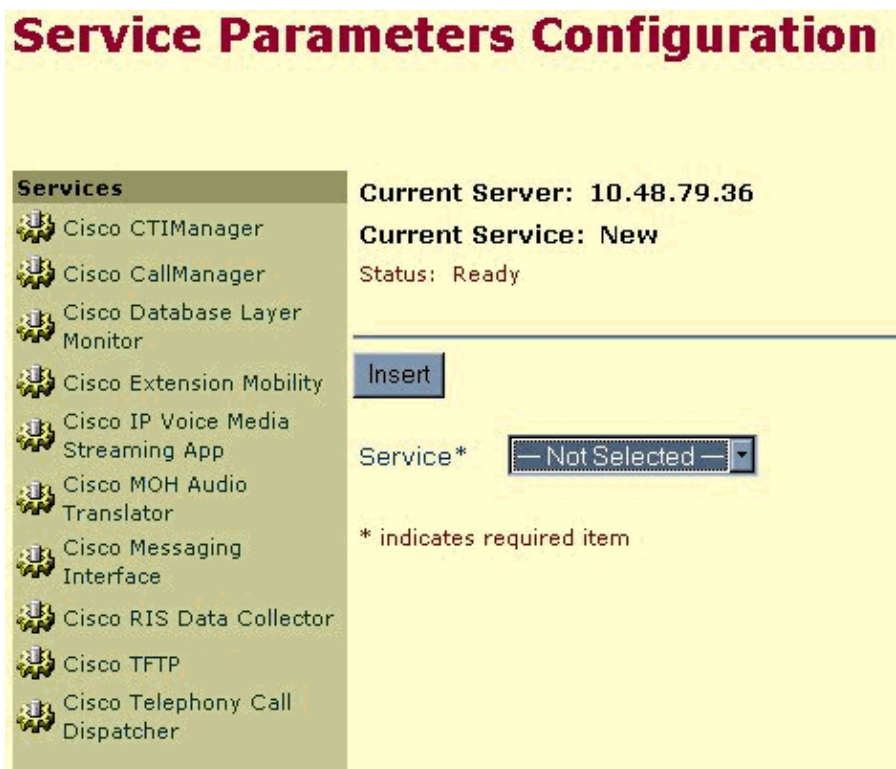 Service Parameters Configuration
Services
Cisco CTIManager
Cisco CallManager
Cisco Database Layer
Monitor
Cisco Extension Mobility
Cisco IP Voice Media
Streaming App
Cisco MOH Audio
Translator
Cisco Messaging
Interface
Cisco RIS Data Collector
Cisco TFTP
Cisco Telephony Call
Dispatcher
Current Server: 10.48.79.36
Current Service: New
Status: Ready
Insert
Service* — Not Selected —
* indicates required item